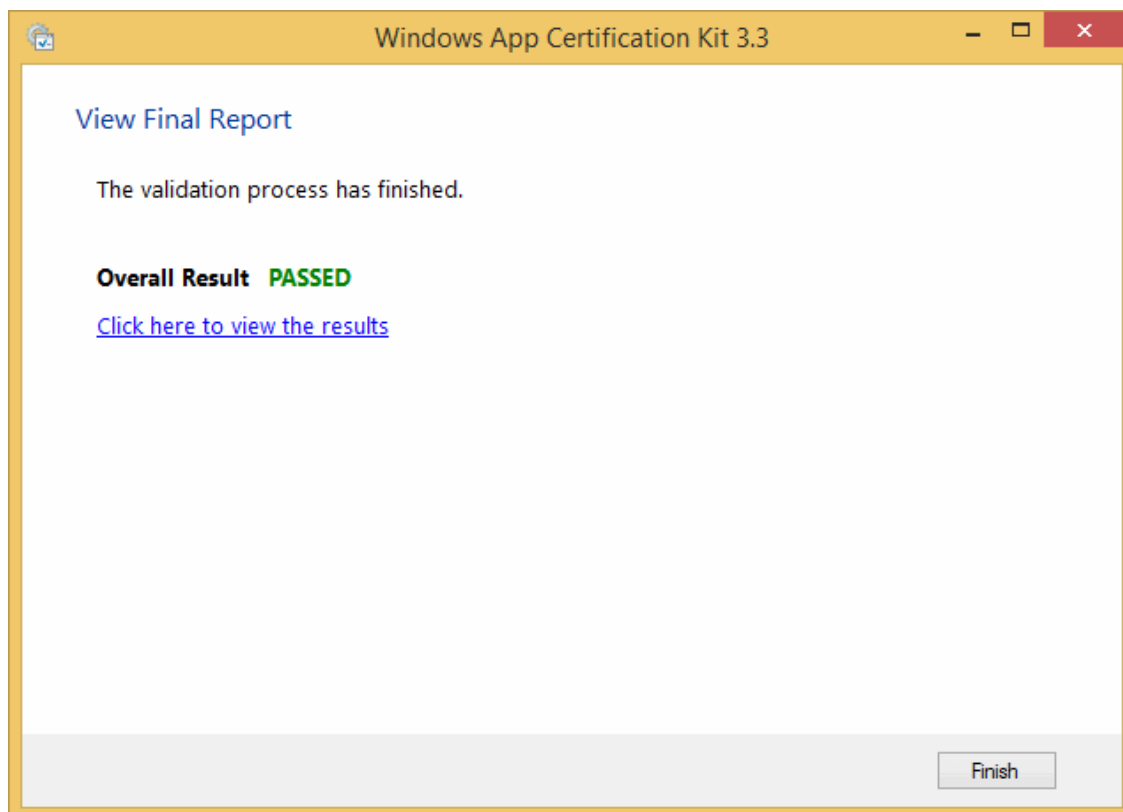 Windows App Certification Kit 3.3
View Final Report
The validation process has finished.
Overall Result PASSED
Click here to view the results
Finish